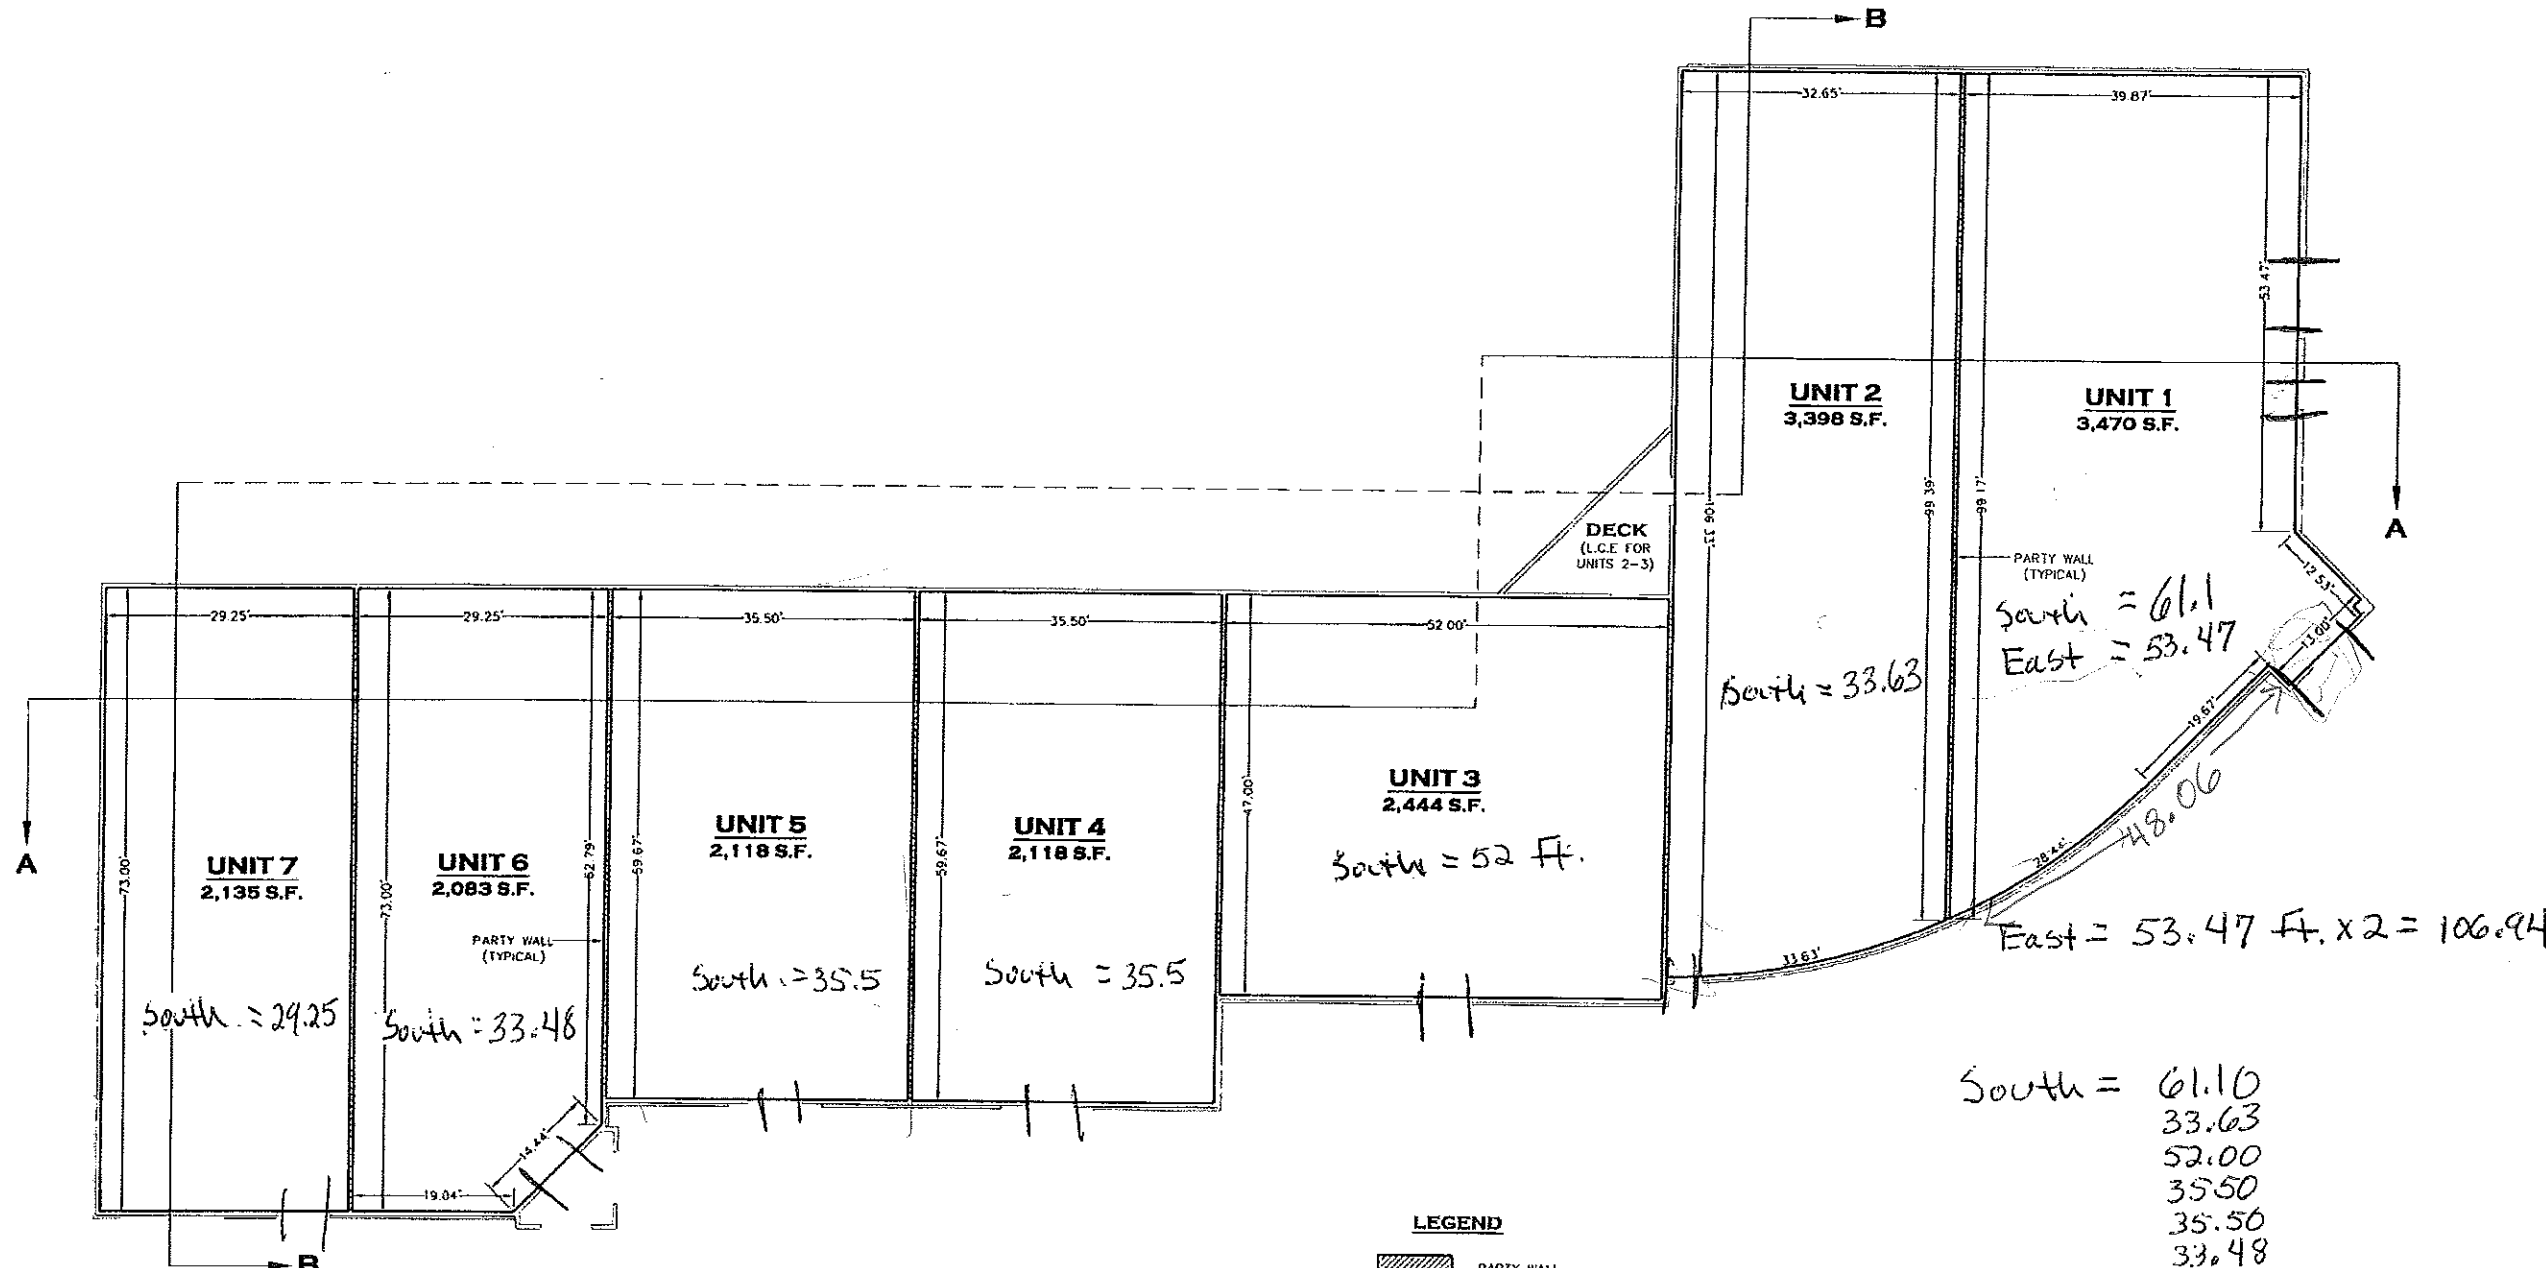 B
32.65'
39.87'
53.47'
UNIT 2
3,398 S.F.
UNIT 1
3,470 S.F.
99.39'
99.17'
106.33'
A
DECK
(L.C.E FOR
UNITS 2-3)
PARTY WALL
(TYPICAL)
12.53'
13.00'
South = 61.1
East = 53.47
South = 33.63
19.67'
48.06
29.25'
29.25'
35.50'
35.50'
52.00'
73.00'
73.00'
62.79'
59.67'
59.67'
47.00'
A
UNIT 7
2,135 S.F.
UNIT 6
2,083 S.F.
UNIT 5
2,118 S.F.
UNIT 4
2,118 S.F.
UNIT 3
2,444 S.F.
South = 52 Ft.
PARTY WALL
(TYPICAL)
33.63'
East = 53.47 Ft. x 2 = 106.94
South = 29.25
South = 33.48
South = 35.5
South = 35.5
14.44'
19.04'
B
South = 61.10
33.63
52.00
35.50
35.50
33.48
LEGEND
PARTY WALL